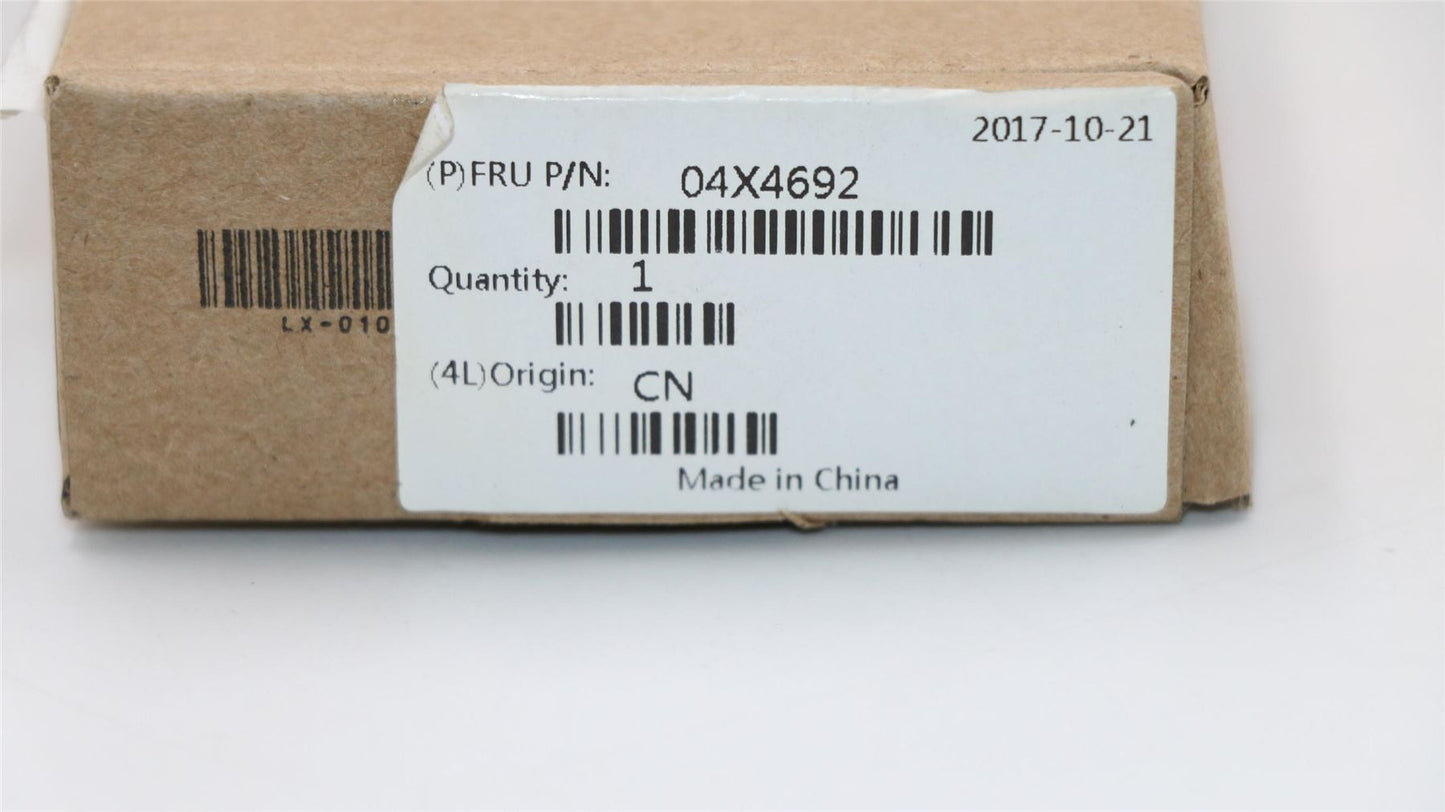 2017-10-21
(P)FRU P/N: 04X4692
LX-010
Quantity: 1
(4L)Origin: CN
Made in China